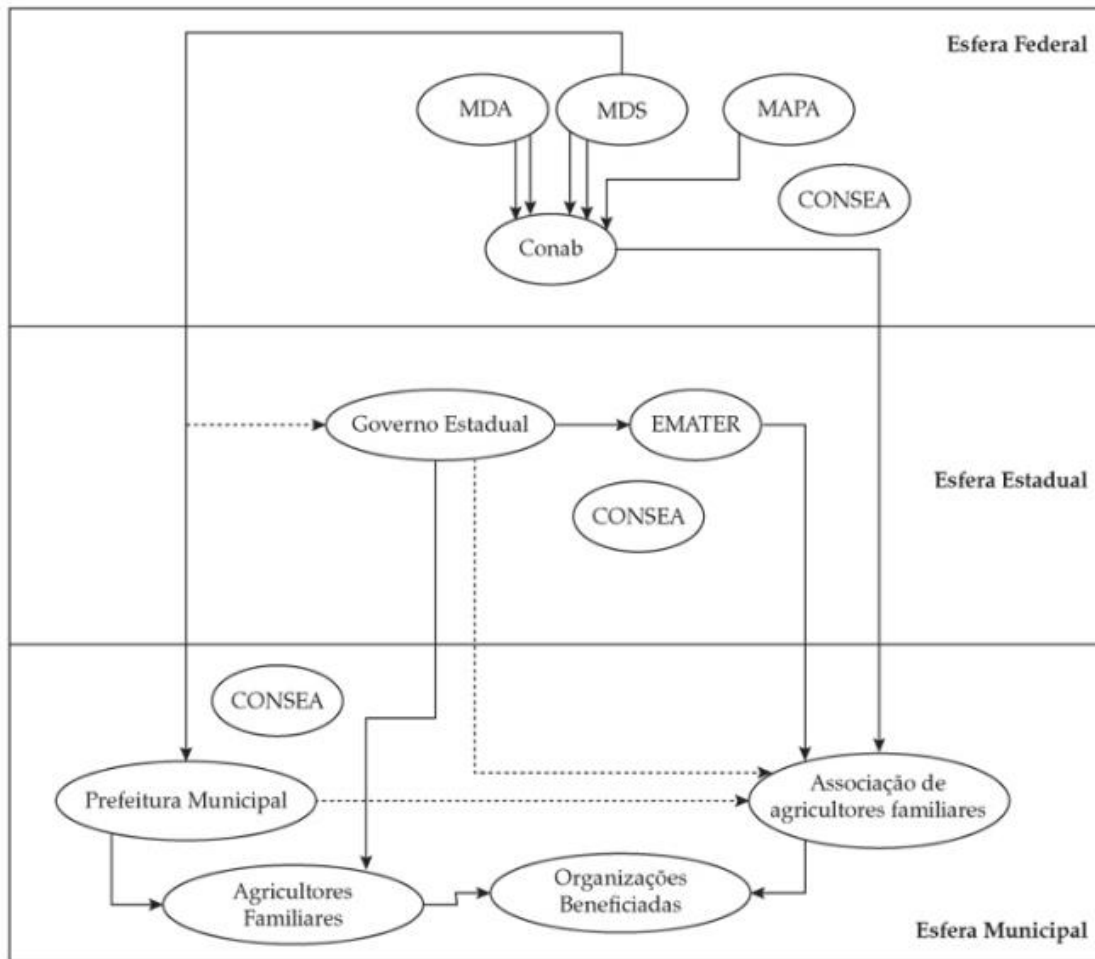 Esfera Federal
MDA
MDS
MAPA
CONSEA
Conab
Governo Estadual
EMATER
CONSEA
Esfera Estadual
CONSEA
Prefeitura Municipal
Associação de
agricultores familiares
Agricultores
Familiares
Organizações
Beneficiadas
Esfera Municipal